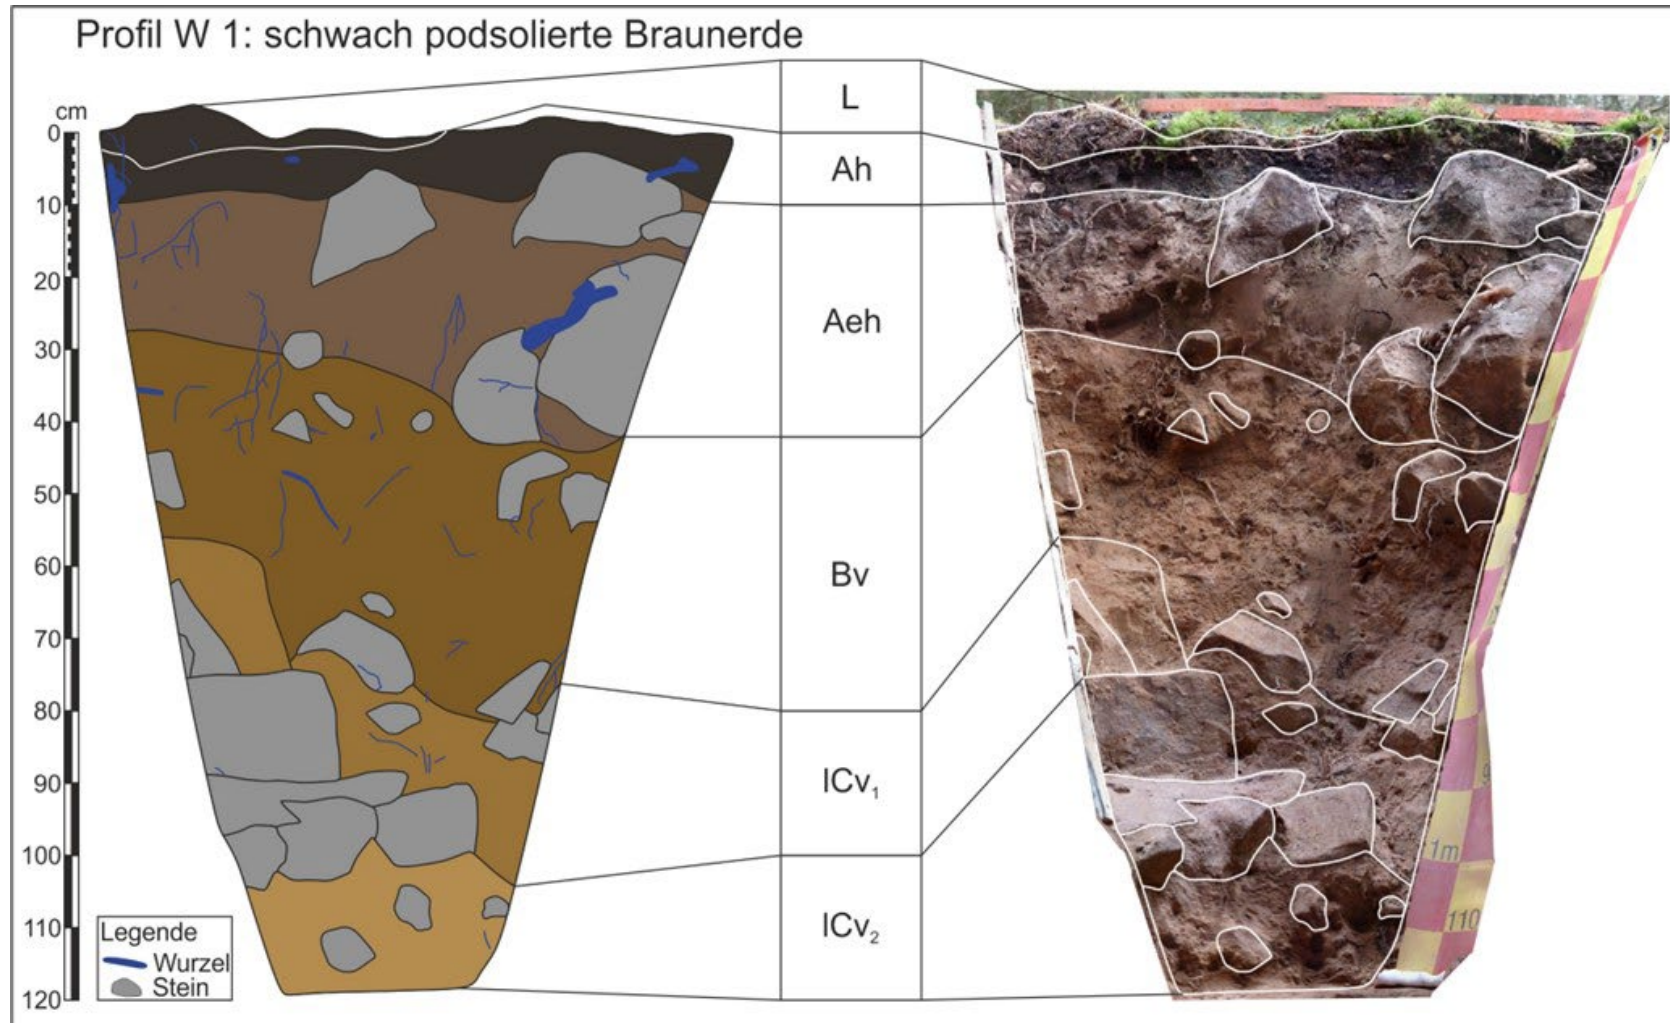 Profil W 1: schwach podsolierte Braunerde
cm
0
10
20
30
40
50
60
70
80
90
100
110
120
L
Ah
Aeh
Bv
lCv₁
lCv₂
Legende
Wurzel
Stein
1m
110